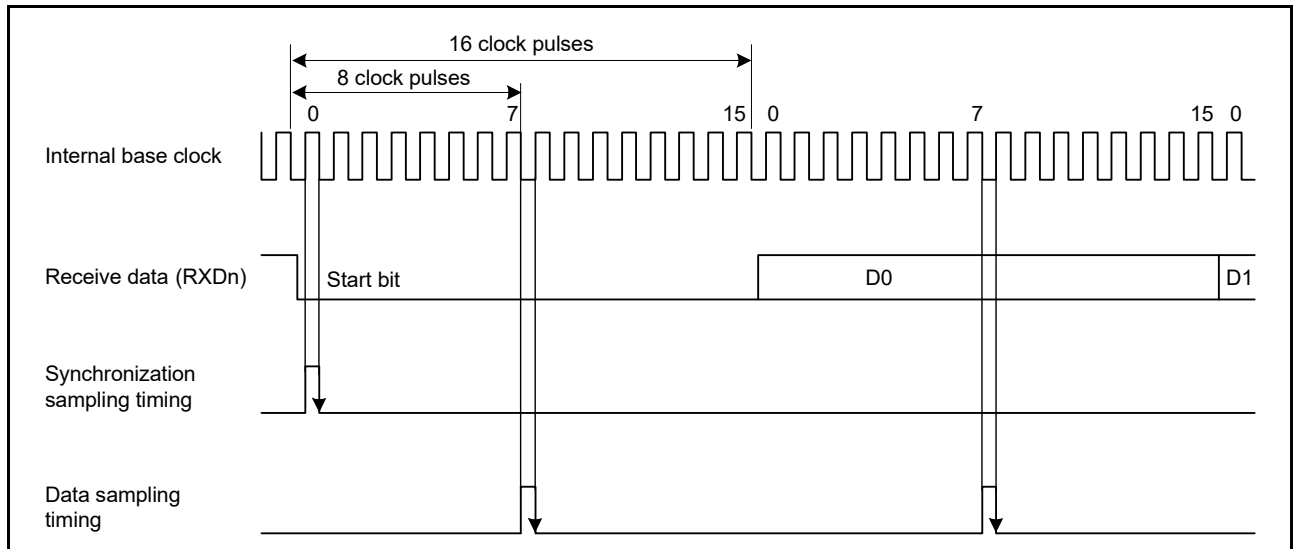 16 clock pulses
8 clock pulses
0 7 15 0 7 15 0
Internal base clock
Receive data (RXDn)
Start bit
D0
D1
Synchronization
sampling timing
Data sampling
timing